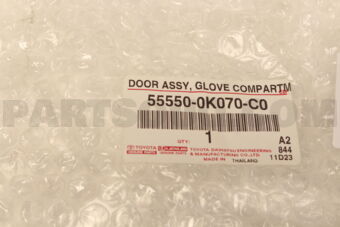 DOOR ASSY, GLOVE COMPARTM
55550-0K070-C0
QTY:
1
A2
844
11D23
TOYOTA
TOYOTA DAIHATSU ENGINEERING
& MANUFACTURING CO., LTD.
MADE IN THAILAND